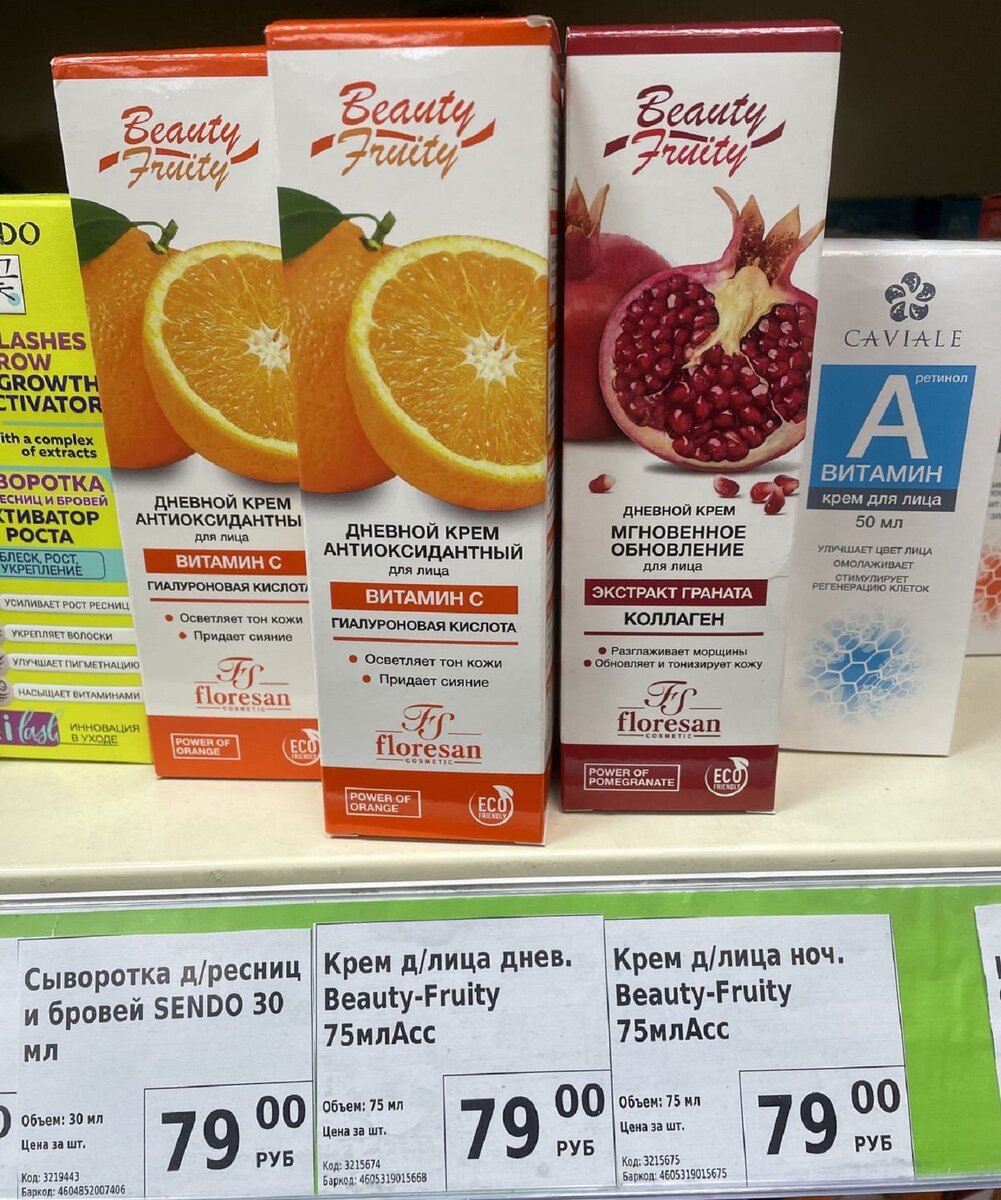 DO
LASHES
ROW
GROWTH
CTIVATOR
ith a complex
of extracts
ВОРОТКА
РЕСНИЦ И БРОВЕЙ
КТИВАТОР
РОСТА
БЛЕСК, РОСТ,
УКРЕПЛЕНИЕ
УСИЛИВАЕТ РОСТ РЕСНИЦ
УКРЕПЛЯЕТ ВОЛОСКИ
УЛУЧШАЕТ ПИГМЕТНАЦИЮ
НАСЫЩАЕТ ВИТАМИНАМИ
i lash
ИННОВАЦИЯ
В УХОДЕ
Beauty
Fruity
ДНЕВНОЙ КРЕМ
АНТИОКСИДАНТНЫ
для лица
ВИТАМИН С
ГИАЛУРОНОВАЯ КИСЛОТА
• Осветляет тон кожи
• Придает сияние
FS
floresan
COSMETIC
POWER OF
ORANGE
ECO
FRIENDLY
Beauty
Fruity
ДНЕВНОЙ КРЕМ
АНТИОКСИДАНТНЫЙ
для лица
ВИТАМИН С
ГИАЛУРОНОВАЯ КИСЛОТА
• Осветляет тон кожи
• Придает сияние
FS
floresan
COSMETIC
POWER OF
ORANGE
ECO
FRIENDLY
Beauty
Fruity
ДНЕВНОЙ КРЕМ
МГНОВЕННОЕ
ОБНОВЛЕНИЕ
для лица
ЭКСТРАКТ ГРАНАТА
КОЛЛАГЕН
• Разглаживает морщины
• Обновляет и тонизирует кожу
FS
floresan
COSMETIC
POWER OF
POMEGRANATE
ECO
FRIENDLY
CAVIALE
А ретинол
ВИТАМИН
крем для лица
50 мл
УЛУЧШАЕТ ЦВЕТ ЛИЦА
ОМОЛАЖИВАЕТ
СТИМУЛИРУЕТ
РЕГЕНЕРАЦИЮ КЛЕТОК
Сыворотка д/ресниц
и бровей SENDO 30
мл
Объем: 30 мл
Цена за шт.
79 00
РУБ
Код: 3219443
Баркод: 4604852007406
Крем д/лица днев.
Beauty-Fruity
75млАсс
Объем: 75 мл
Цена за шт.
79 00
РУБ
Код: 3215674
Баркод: 4605319015668
Крем д/лица ноч.
Beauty-Fruity
75млАсс
Объем: 75 мл
Цена за шт.
79 00
РУБ
Код: 3215675
Баркод: 4605319015675